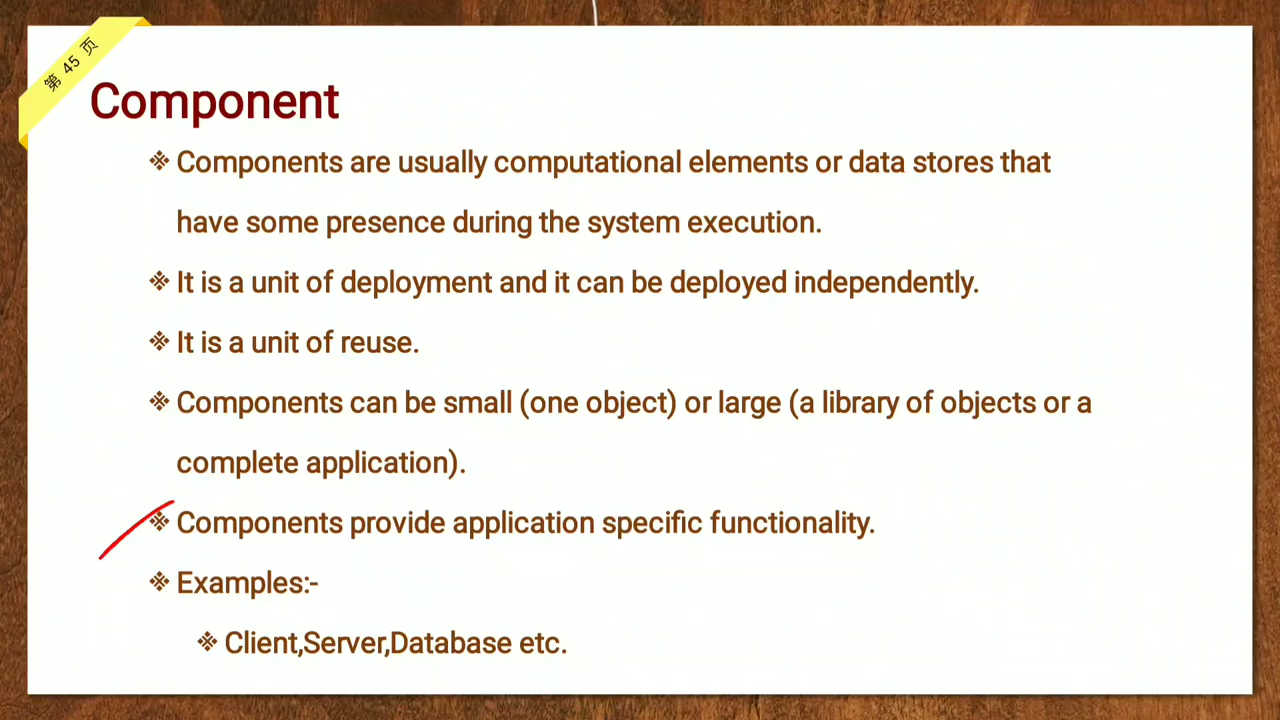 第 45 页
Component
❖ Components are usually computational elements or data stores that
have some presence during the system execution.
❖ It is a unit of deployment and it can be deployed independently.
❖ It is a unit of reuse.
❖ Components can be small (one object) or large (a library of objects or a
complete application).
❖ Components provide application specific functionality.
❖ Examples:-
❖ Client,Server,Database etc.